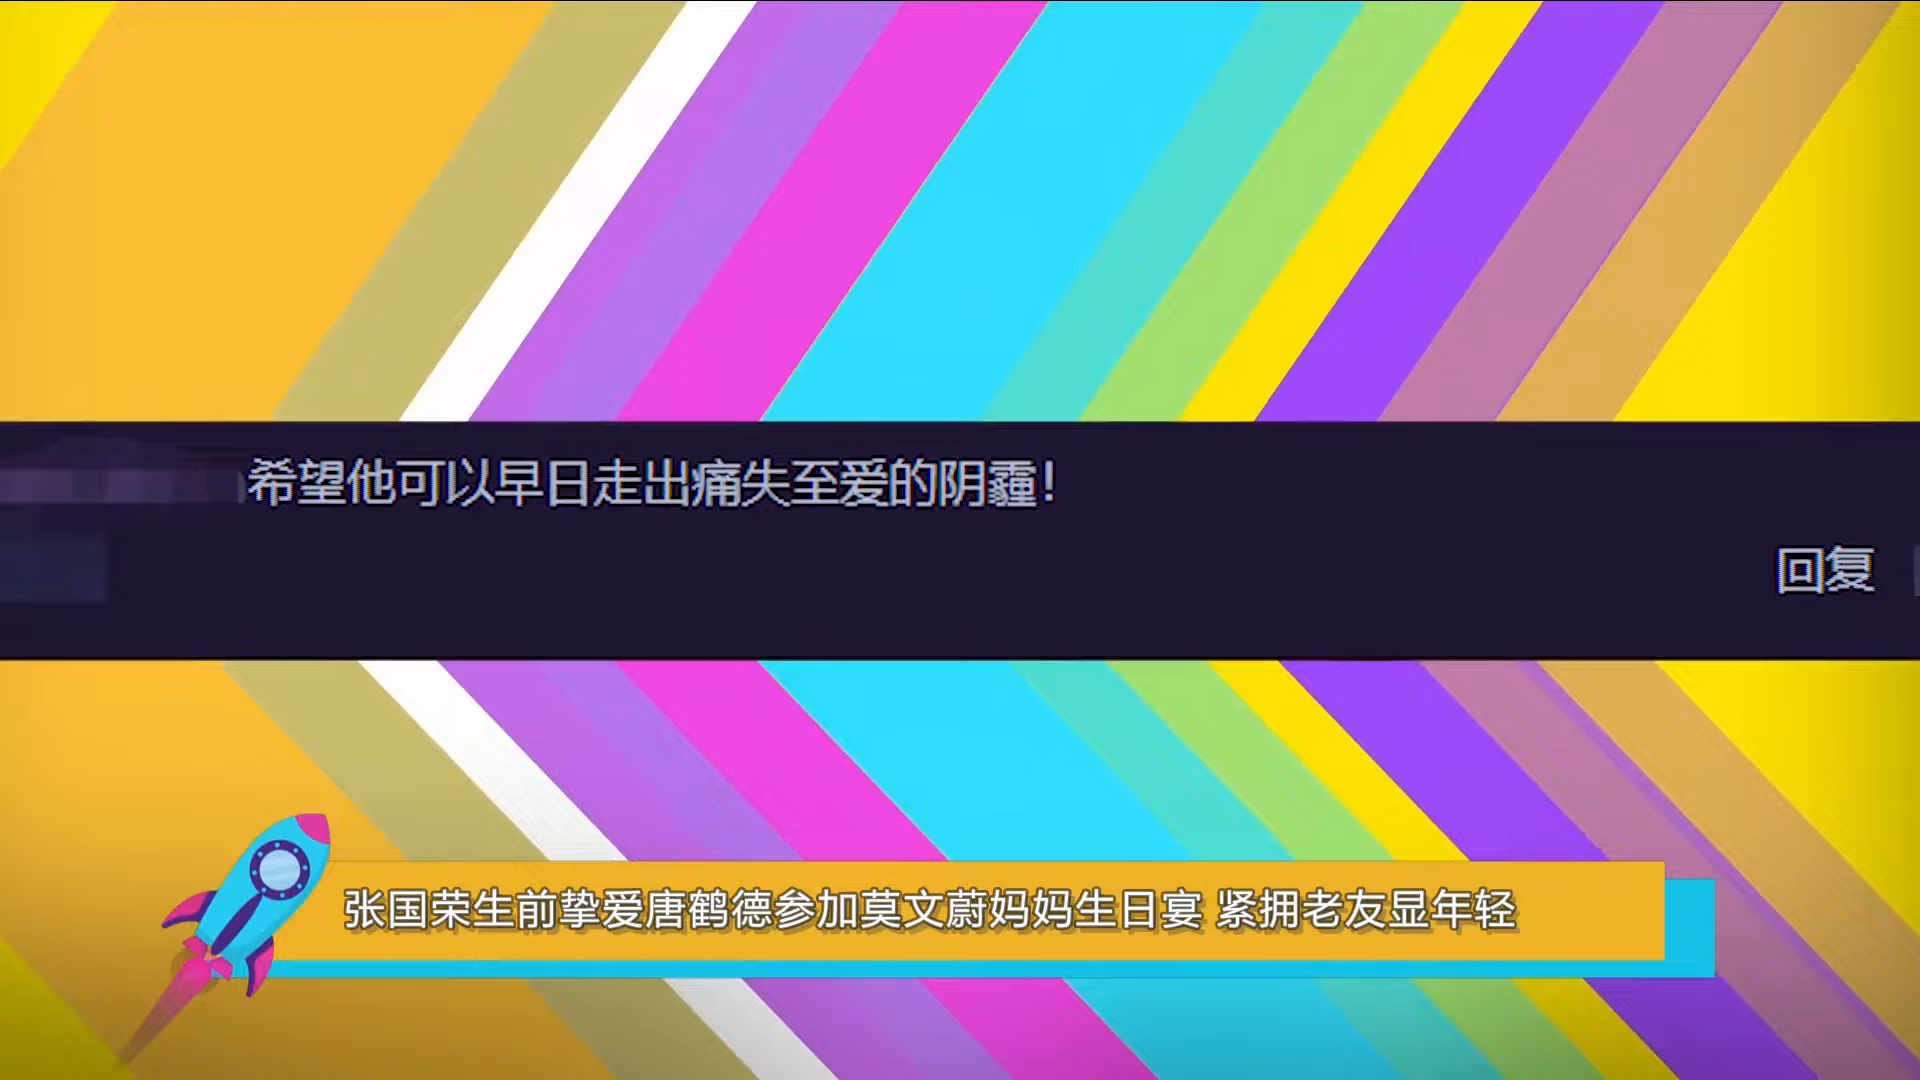 希望他可以早日走出痛失至爱的阴霾!
回复
张国荣生前挚爱唐鹤德参加莫文蔚妈妈生日宴 紧拥老友显年轻